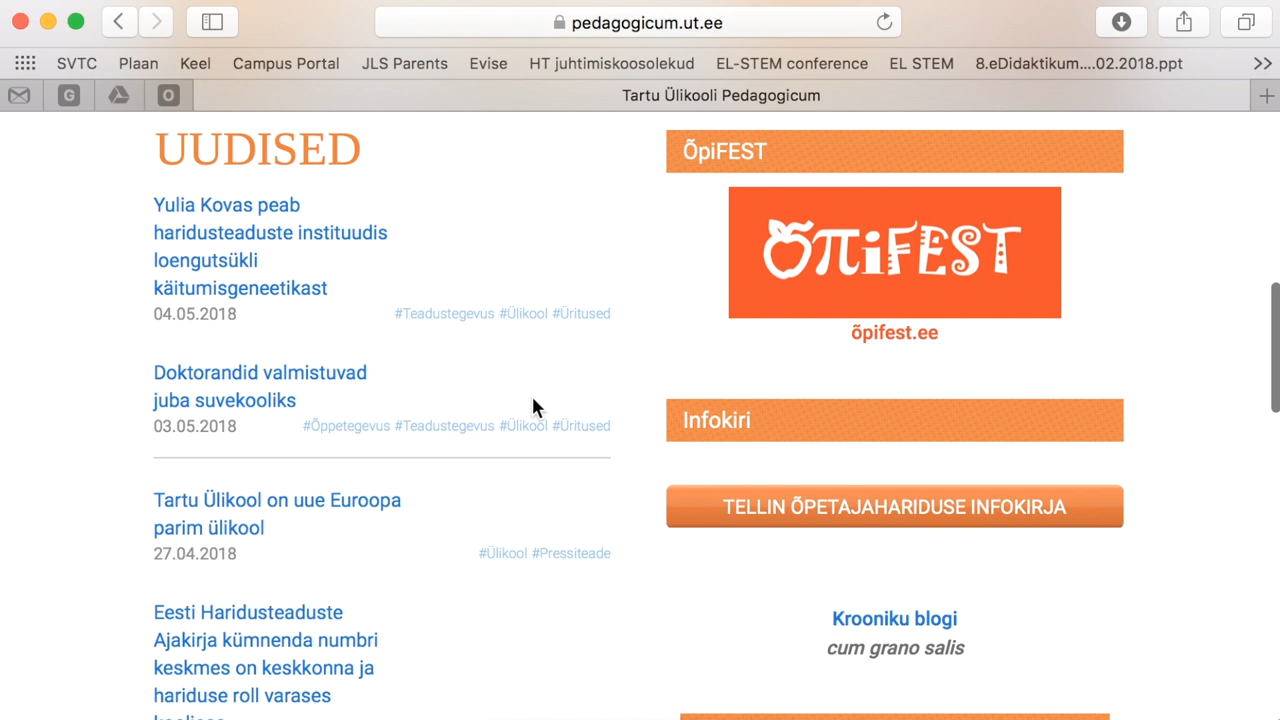 pedagogicum.ut.ee
SVTC Plaan Keel Campus Portal JLS Parents Evise HT juhtimiskoosolekud EL-STEM conference EL STEM 8.eDidaktikum....02.2018.ppt >>
G O Tartu Ülikooli Pedagogicum +
UUDISED
Yulia Kovas peab
haridusteaduste instituudis
loengutsükli
käitumisgeneetikast
04.05.2018 #Teadustegevus #Ülikool #Üritused
Doktorandid valmistuvad
juba suvekooliks
03.05.2018 #Õppetegevus #Teadustegevus #Ülikool #Üritused
Tartu Ülikool on uue Euroopa
parim ülikool
27.04.2018 #Ülikool #Pressiteade
Eesti Haridusteaduste
Ajakirja kümnenda numbri
keskmes on keskkonna ja
hariduse roll varases
ÕpiFEST
ÕπiFEST
õpifest.ee
Infokiri
TELLIN ÕPETAJAHARIDUSE INFOKIRJA
Krooniku blogi
cum grano salis